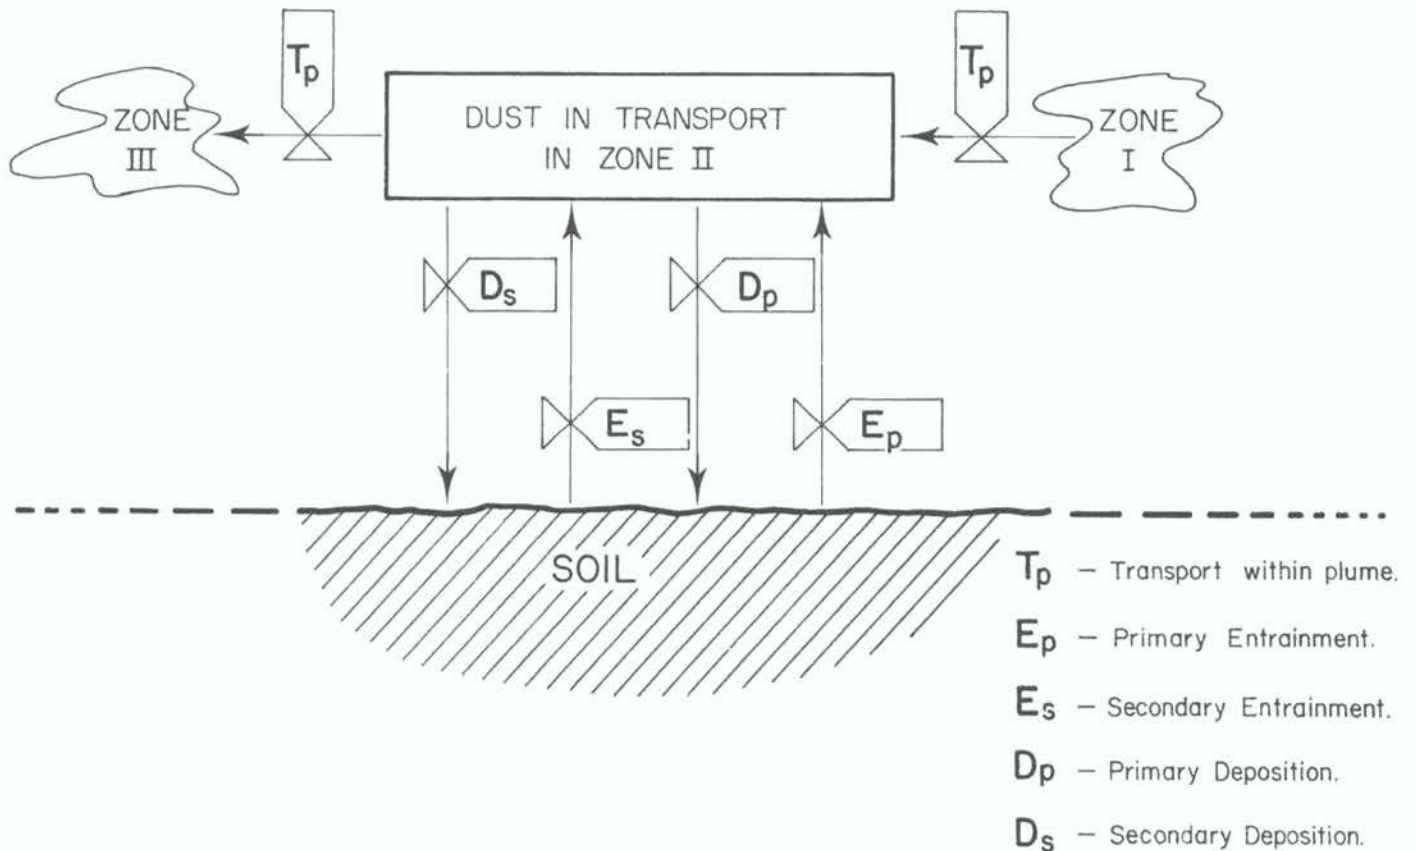 Tp
Tp
ZONE
III
DUST IN TRANSPORT
IN ZONE II
ZONE
I
Ds
Dp
Es
Ep
SOIL
Tp – Transport within plume.
Ep – Primary Entrainment.
Es – Secondary Entrainment.
Dp – Primary Deposition.
Ds – Secondary Deposition.